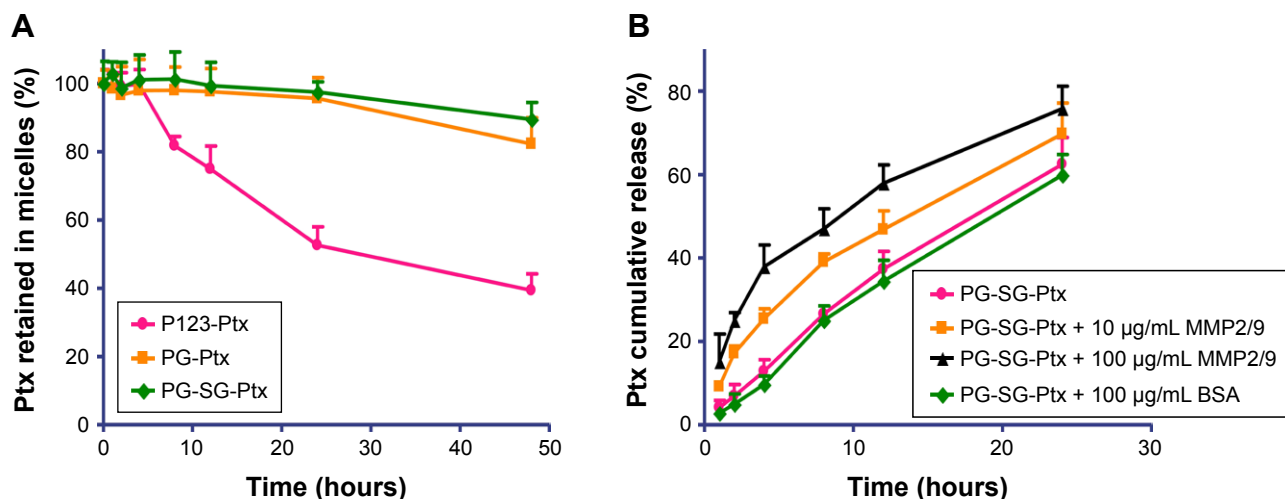 A
Ptx retained in micelles (%)
100
80
60
40
20
0
0
10
20
30
40
50
Time (hours)
P123-Ptx
PG-Ptx
PG-SG-Ptx
B
Ptx cumulative release (%)
80
60
40
20
0
0
10
20
30
Time (hours)
PG-SG-Ptx
PG-SG-Ptx + 10 µg/mL MMP2/9
PG-SG-Ptx + 100 µg/mL MMP2/9
PG-SG-Ptx + 100 µg/mL BSA